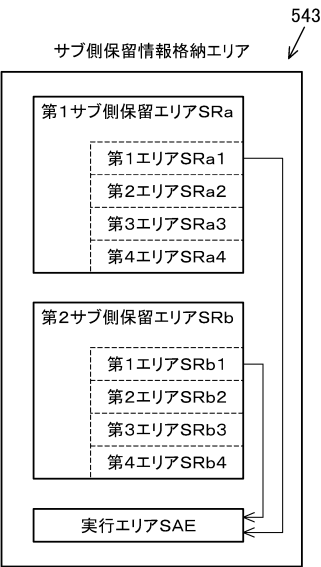 543
サブ側保留情報格納エリア
第1サブ側保留エリアSRa
第1エリアSRa1
第2エリアSRa2
第3エリアSRa3
第4エリアSRa4
第2サブ側保留エリアSRb
第1エリアSRb1
第2エリアSRb2
第3エリアSRb3
第4エリアSRb4
実行エリアSAE